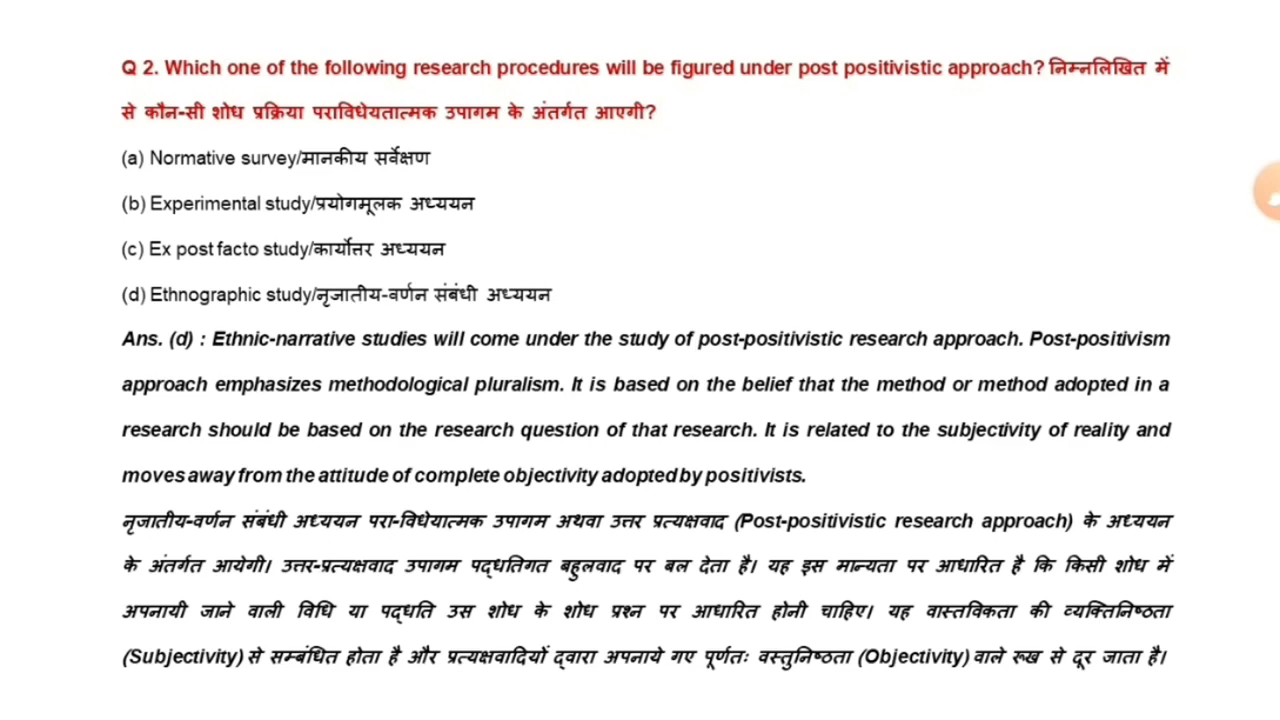 Q 2. Which one of the following research procedures will be figured under post positivistic approach? निम्नलिखित में
से कौन-सी शोध प्रक्रिया पराविधेयतात्मक उपागम के अंतर्गत आएगी?
(a) Normative survey/मानकीय सर्वेक्षण
(b) Experimental study/प्रयोगमूलक अध्ययन
(c) Ex post facto study/कार्योत्तर अध्ययन
(d) Ethnographic study/नृजातीय-वर्णन संबंधी अध्ययन
Ans. (d) : Ethnic-narrative studies will come under the study of post-positivistic research approach. Post-positivism
approach emphasizes methodological pluralism. It is based on the belief that the method or method adopted in a
research should be based on the research question of that research. It is related to the subjectivity of reality and
moves away from the attitude of complete objectivity adopted by positivists.
नृजातीय-वर्णन संबंधी अध्ययन परा-विधेयात्मक उपागम अथवा उत्तर प्रत्यक्षवाद (Post-positivistic research approach) के अध्ययन
के अंतर्गत आयेगी। उत्तर-प्रत्यक्षवाद उपागम पद्धतिगत बहुलवाद पर बल देता है। यह इस मान्यता पर आधारित है कि किसी शोध में
अपनायी जाने वाली विधि या पद्धति उस शोध के शोध प्रश्न पर आधारित होनी चाहिए। यह वास्तविकता की व्यक्तिनिष्ठता
(Subjectivity) से सम्बंधित होता है और प्रत्यक्षवादियों द्वारा अपनाये गए पूर्णतः वस्तुनिष्ठता (Objectivity) वाले रूख से दूर जाता है।